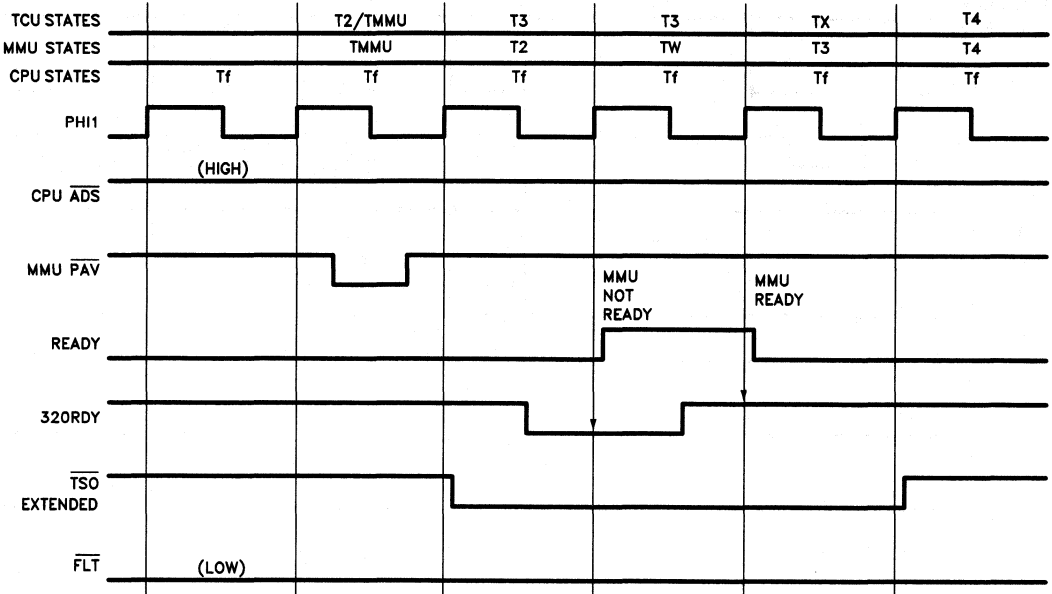 TCU STATES T2/TMMU T3 T3 TX T4
MMU STATES TMMU T2 TW T3 T4
CPU STATES Tf Tf Tf Tf Tf Tf
PHI1
(HIGH)
CPU ADS
MMU PAV
MMU
NOT
READY
MMU
READY
READY
320RDY
TSO
EXTENDED
FLT (LOW)